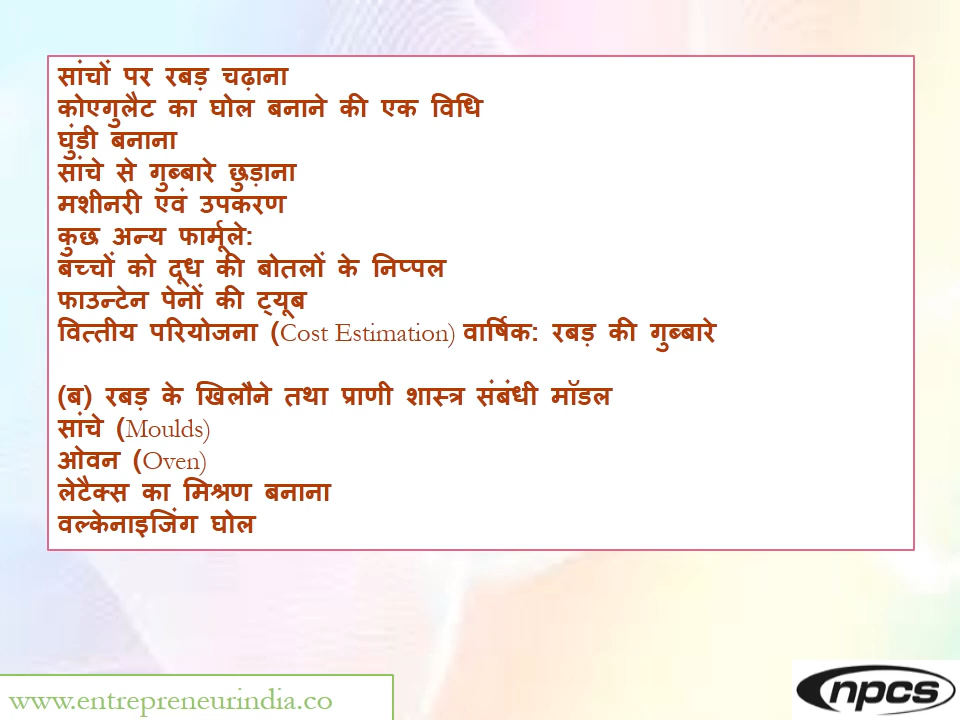 सांचों पर रबड़ चढ़ाना
कोएगुलैट का घोल बनाने की एक विधि
घुंडी बनाना
सांचे से गुब्बारे छुड़ाना
मशीनरी एवं उपकरण
कुछ अन्य फार्मूले:
बच्चों को दूध की बोतलों के निप्पल
फाउन्टेन पेनों की ट्यूब
वित्तीय परियोजना (Cost Estimation) वार्षिक: रबड़ की गुब्बारे
(ब) रबड़ के खिलौने तथा प्राणी शास्त्र संबंधी मॉडल
सांचे (Moulds)
ओवन (Oven)
लेटैक्स का मिश्रण बनाना
वल्केनाइजिंग घोल
www.entrepreneurindia.co
npcs